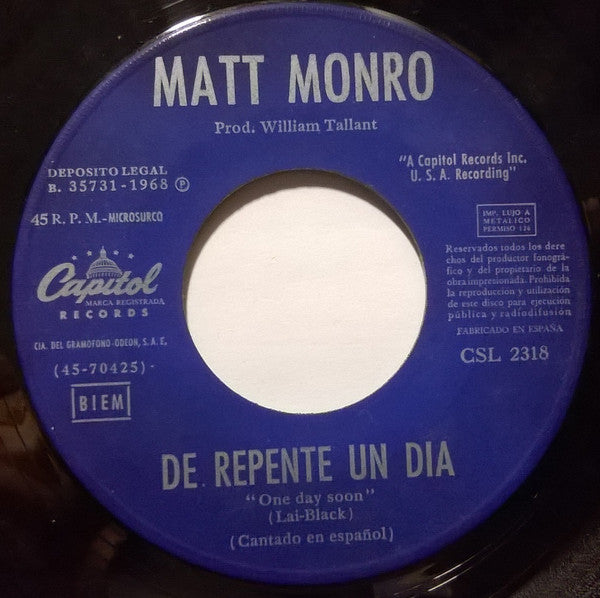 MATT MONRO
Prod. William Tallant
DEPOSITO LEGAL
B. 35731-1968 Ⓟ
45 R. P. M.-MICROSURCO
Capitol
MARCA REGISTRADA
RECORDS
CIA. DEL GRAMOFONO-ODEON, S. A. E.
(45-70425)
BIEM
"A Capitol Records Inc.
U. S. A. Recording"
IMP. LUJO A
METALICO
PERMISO 124
Reservados todos los dere
chos del productor fonográ-
fico y del propietario de la
obra impresionada. Prohibida
la reproducción y utilización
de este disco para ejecución
pública y radiodifusión
FABRICADO EN ESPAÑA
CSL 2318
DE REPENTE UN DIA
"One day soon"
(Lai-Black)
(Cantado en español)